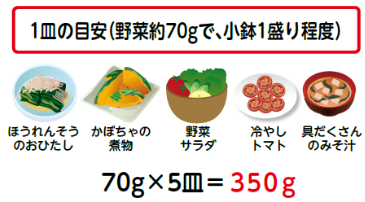 1皿の目安(野菜約70gで、小鉢1盛り程度)
ほうれんそう
のおひたし
かぼちゃの
煮物
野菜
サラダ
冷やし
トマト
具だくさん
のみそ汁
70g×5皿=350g